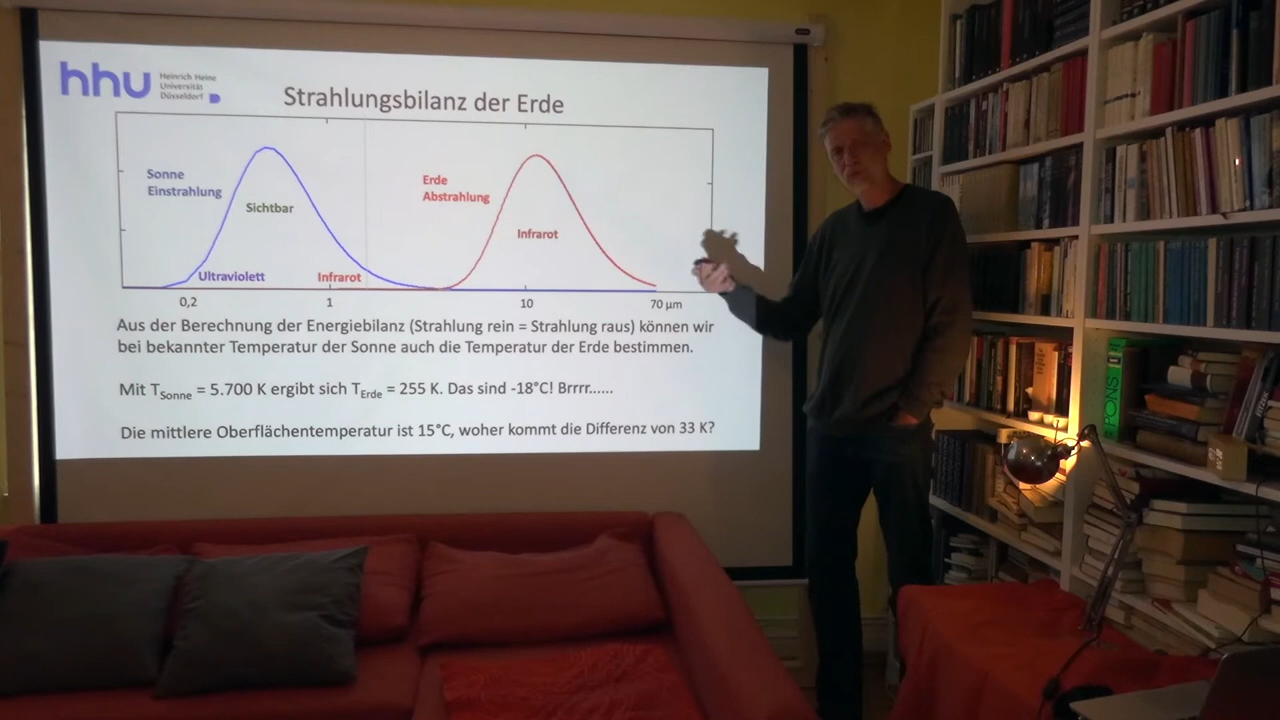 hhu
Heinrich Heine
Universität
Düsseldorf
Strahlungsbilanz der Erde
Sonne
Einstrahlung
Sichtbar
Ultraviolett
Infrarot
Erde
Abstrahlung
Infrarot
0,2 1 10 70 µm
Aus der Berechnung der Energiebilanz (Strahlung rein = Strahlung raus) können wir
bei bekannter Temperatur der Sonne auch die Temperatur der Erde bestimmen.
Mit TSonne = 5.700 K ergibt sich TErde = 255 K. Das sind -18°C! Brrrr......
Die mittlere Oberflächentemperatur ist 15°C, woher kommt die Differenz von 33 K?
PONS